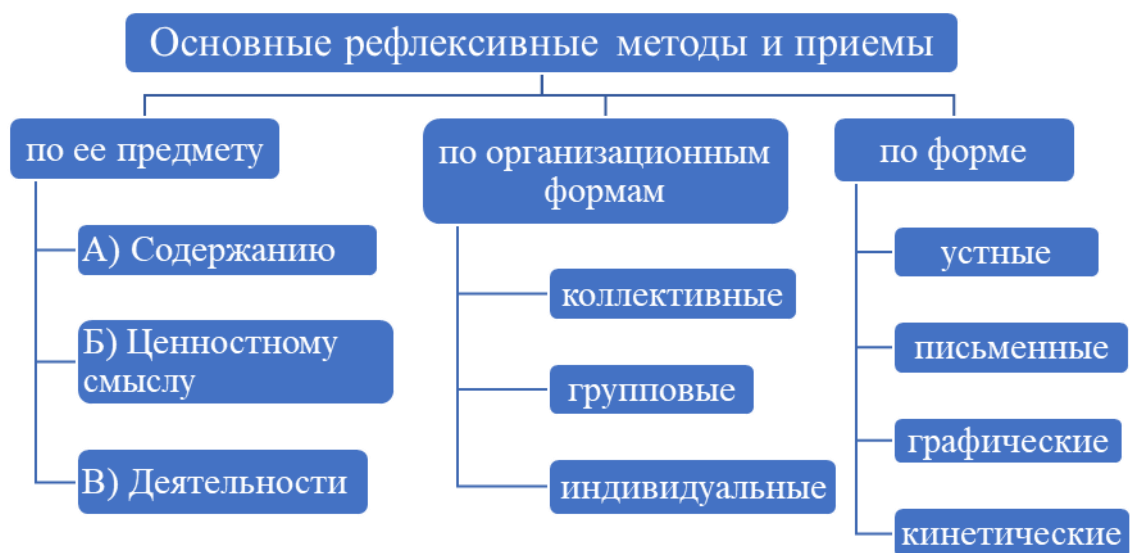 Основные рефлексивные методы и приемы
по ее предмету
А) Содержанию
Б) Ценностному
смыслу
В) Деятельности
по организационным
формам
коллективные
групповые
индивидуальные
по форме
устные
письменные
графические
кинетические